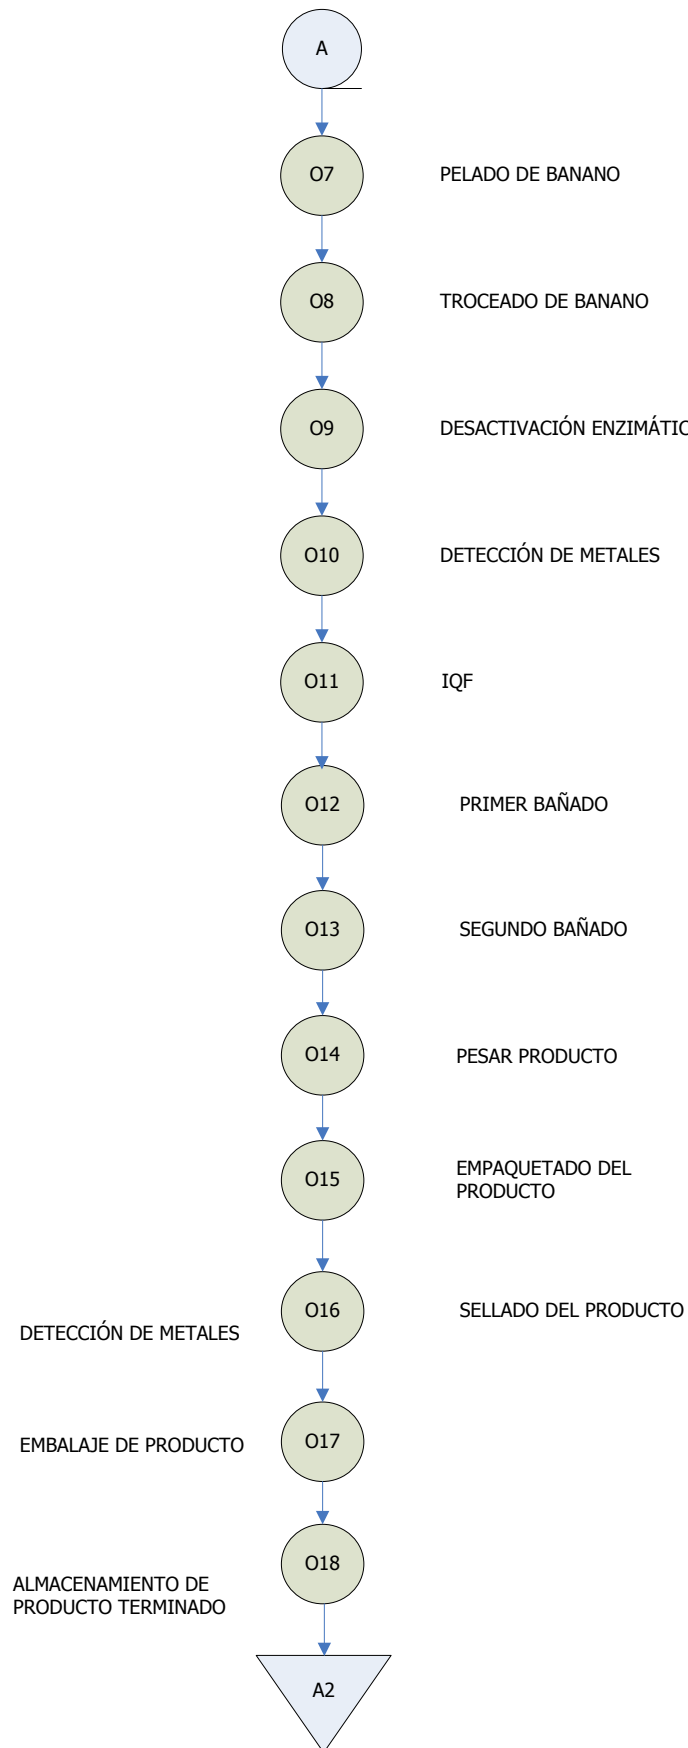 A
O7
PELADO DE BANANO
O8
TROCEADO DE BANANO
O9
DESACTIVACIÓN ENZIMÁTIC
O10
DETECCIÓN DE METALES
O11
IQF
O12
PRIMER BAÑADO
O13
SEGUNDO BAÑADO
O14
PESAR PRODUCTO
O15
EMPAQUETADO DEL
PRODUCTO
O16
SELLADO DEL PRODUCTO
DETECCIÓN DE METALES
O17
EMBALAJE DE PRODUCTO
O18
ALMACENAMIENTO DE
PRODUCTO TERMINADO
A2